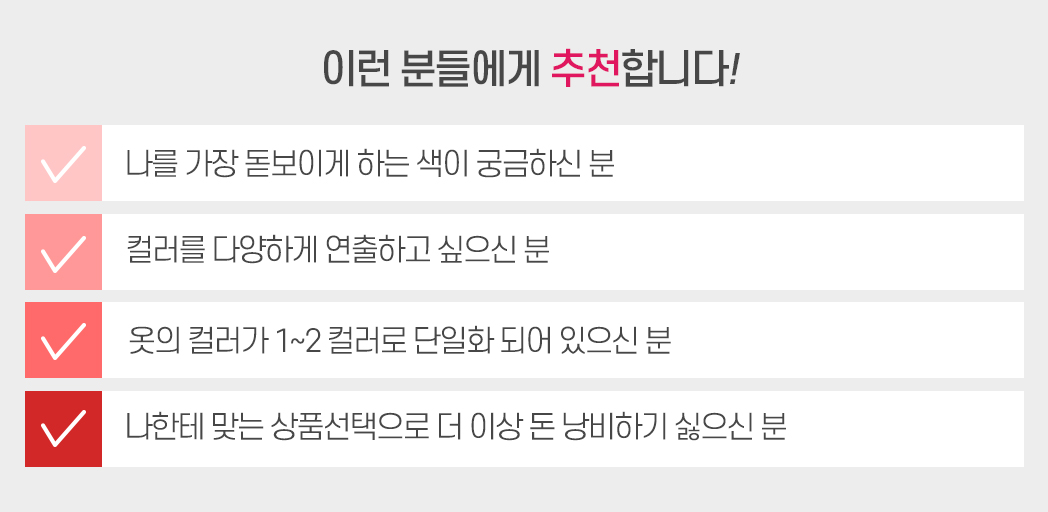 이런 분들에게 추천합니다!
나를 가장 돋보이게 하는 색이 궁금하신 분
컬러를 다양하게 연출하고 싶으신 분
옷의 컬러가 1~2 컬러로 단일화 되어 있으신 분
나한테 맞는 상품선택으로 더 이상 돈 낭비하기 싫으신 분